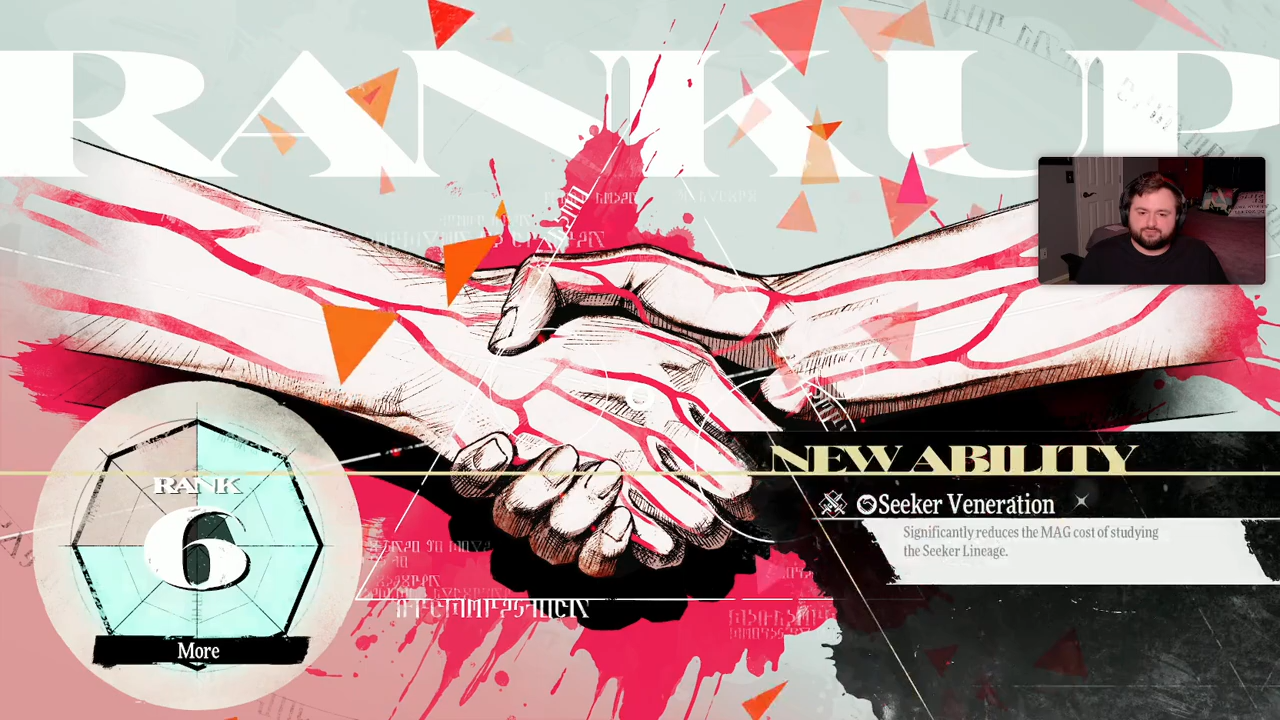 RANK UP
RANK
6
More
NEW ABILITY
Seeker Veneration
Significantly reduces the MAG cost of studying
the Seeker Lineage.